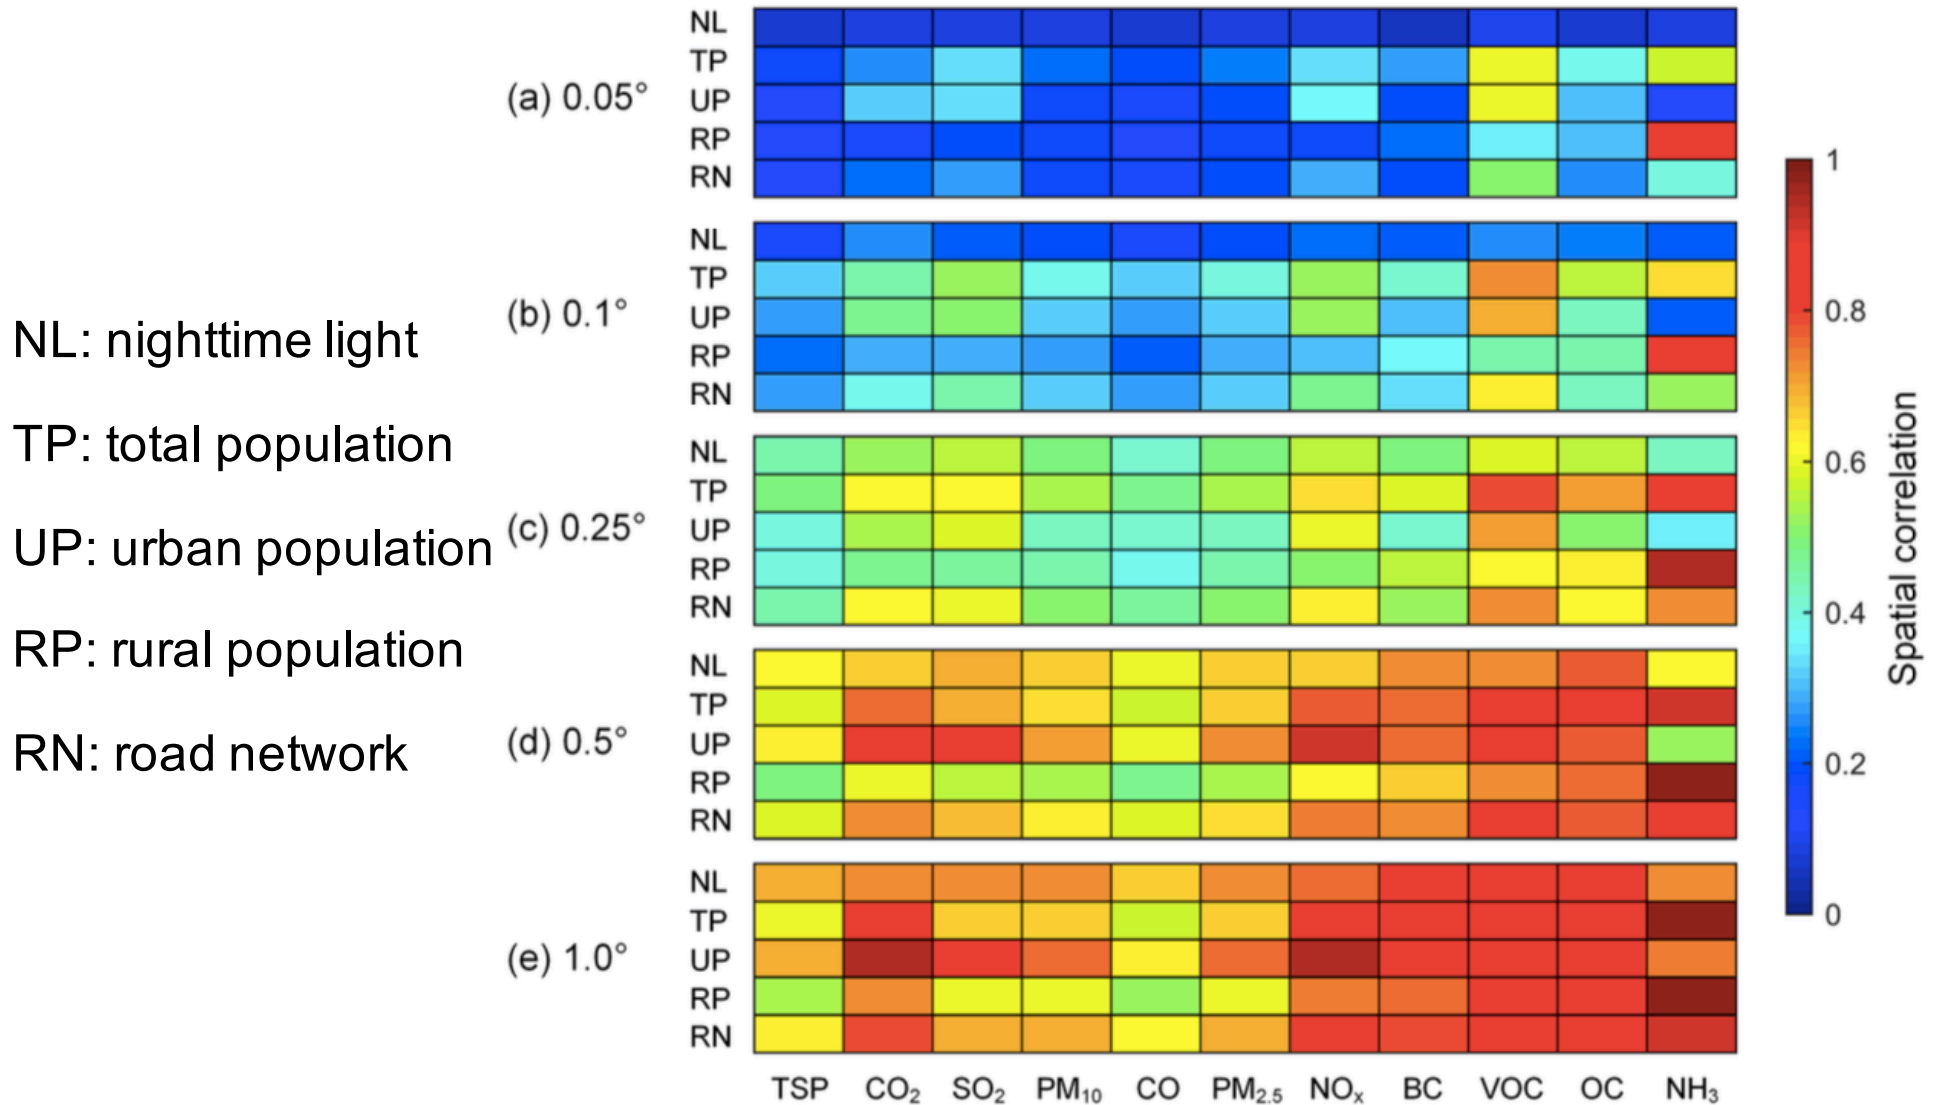 NL: nighttime light
TP: total population
UP: urban population
RP: rural population
RN: road network
(a) 0.05°
NL
TP
UP
RP
RN
(b) 0.1°
NL
TP
UP
RP
RN
(c) 0.25°
NL
TP
UP
RP
RN
(d) 0.5°
NL
TP
UP
RP
RN
(e) 1.0°
NL
TP
UP
RP
RN
TSP CO₂ SO₂ PM₁₀ CO PM₂.₅ NOₓ BC VOC OC NH₃
1
0.8
0.6
0.4
0.2
0
Spatial correlation